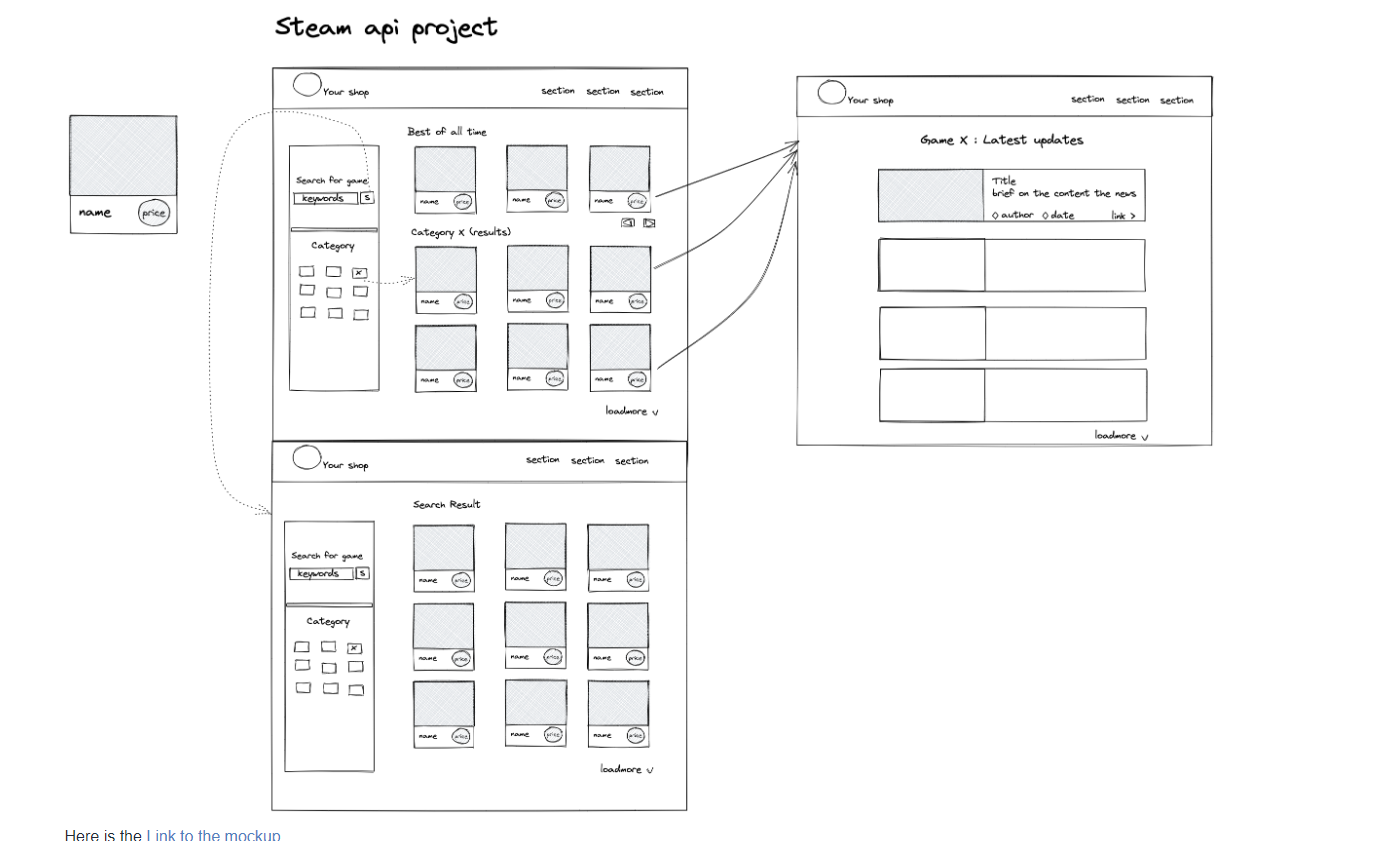 Steam api project
Your shop section section section
Best of all time
Search for game
keywords S
name price
name price name price name price
Category X (results)
Category
X
name price name price name price
name price name price name price
loadmore v
Your shop section section section
Game X : Latest updates
Title
brief on the content the news
◇ author ◇ date link >
loadmore v
Your shop section section section
Search Result
Search for game
keywords S
name price name price name price
Category
X
name price name price name price
name price name price name price
loadmore v
Here is the Link to the mockup